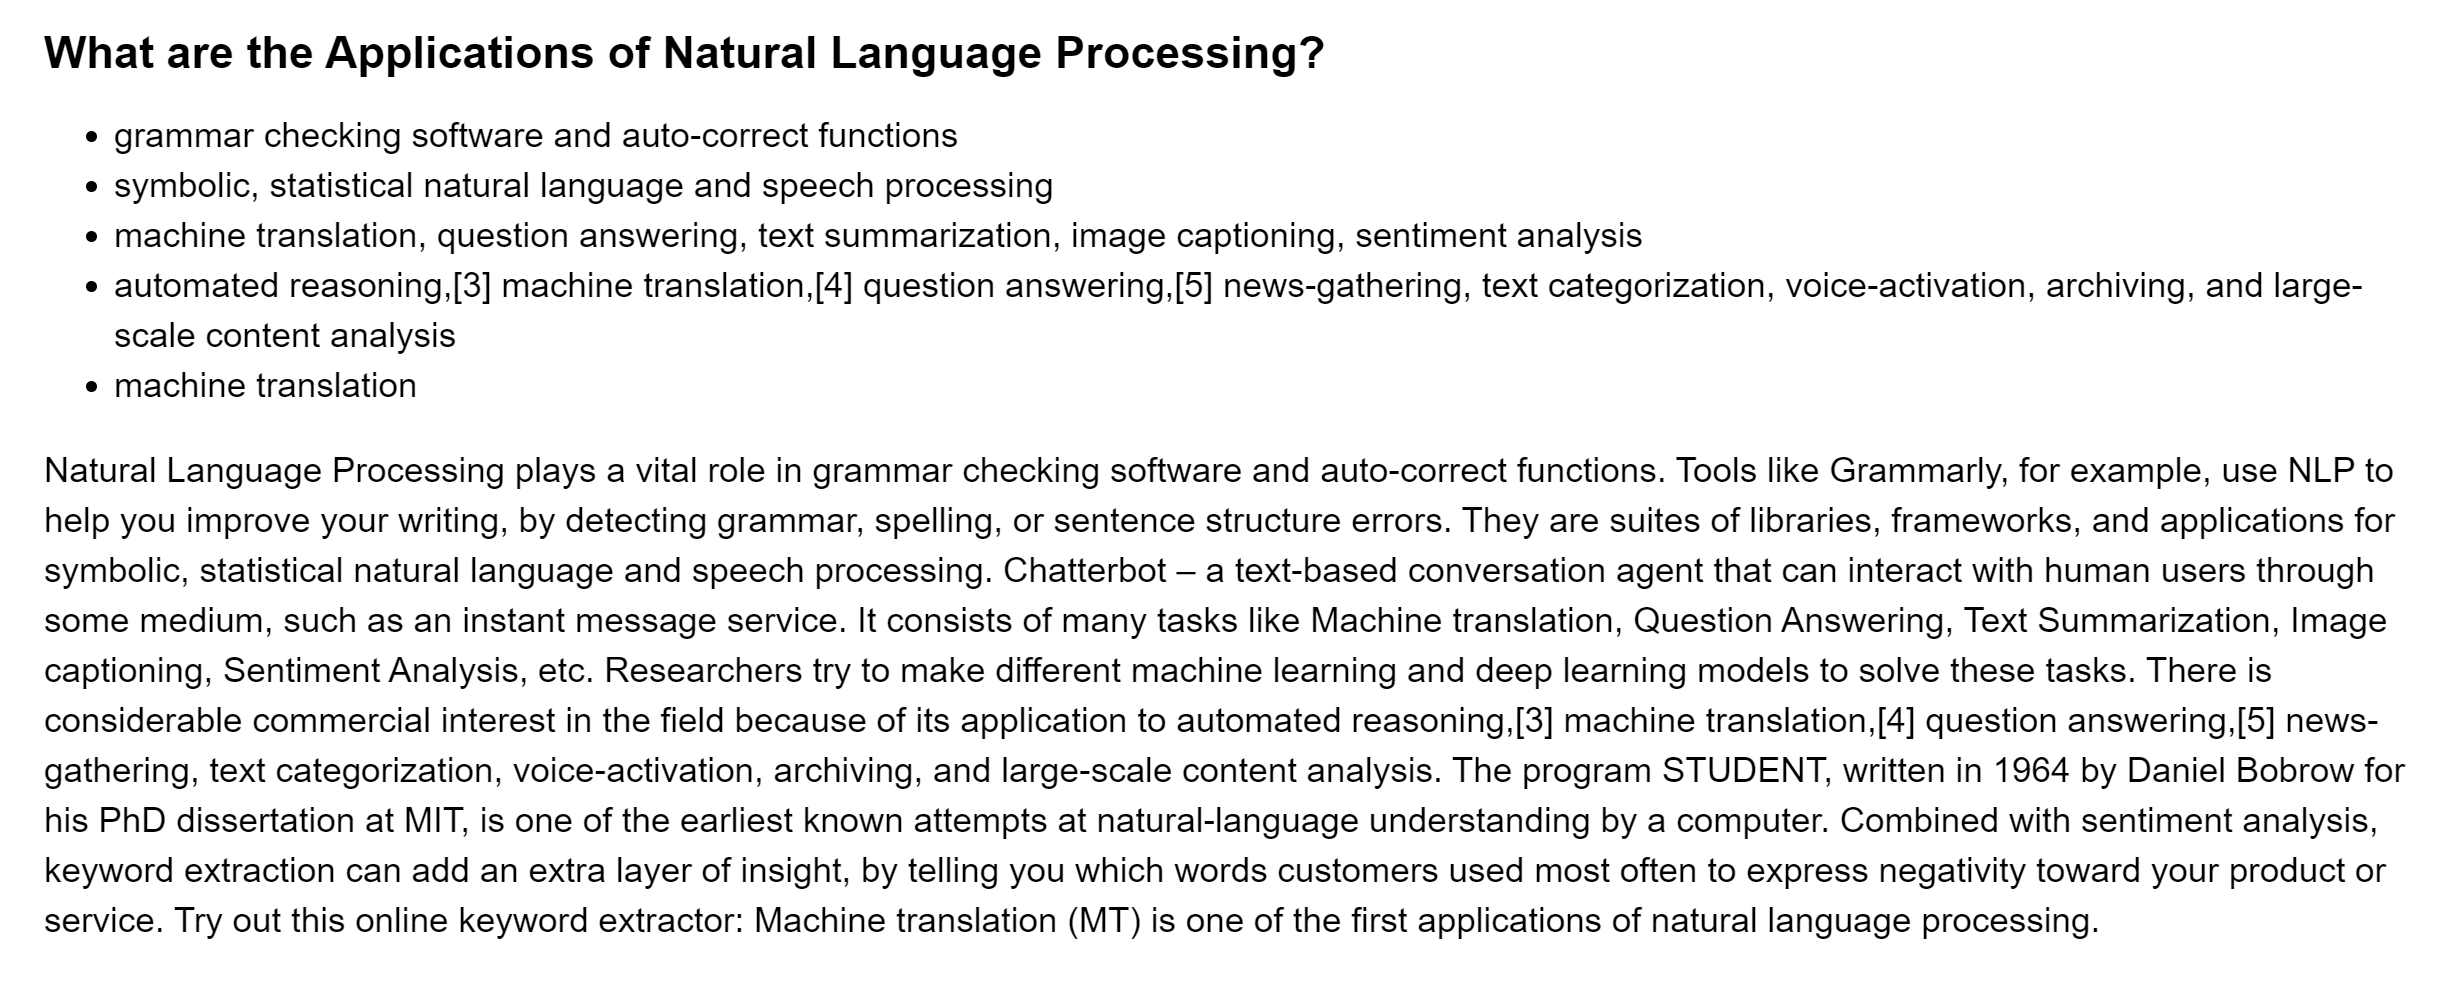 What are the Applications of Natural Language Processing?
• grammar checking software and auto-correct functions
• symbolic, statistical natural language and speech processing
• machine translation, question answering, text summarization, image captioning, sentiment analysis
• automated reasoning,[3] machine translation,[4] question answering,[5] news-gathering, text categorization, voice-activation, archiving, and large-
scale content analysis
• machine translation
Natural Language Processing plays a vital role in grammar checking software and auto-correct functions. Tools like Grammarly, for example, use NLP to
help you improve your writing, by detecting grammar, spelling, or sentence structure errors. They are suites of libraries, frameworks, and applications for
symbolic, statistical natural language and speech processing. Chatterbot – a text-based conversation agent that can interact with human users through
some medium, such as an instant message service. It consists of many tasks like Machine translation, Question Answering, Text Summarization, Image
captioning, Sentiment Analysis, etc. Researchers try to make different machine learning and deep learning models to solve these tasks. There is
considerable commercial interest in the field because of its application to automated reasoning,[3] machine translation,[4] question answering,[5] news-
gathering, text categorization, voice-activation, archiving, and large-scale content analysis. The program STUDENT, written in 1964 by Daniel Bobrow for
his PhD dissertation at MIT, is one of the earliest known attempts at natural-language understanding by a computer. Combined with sentiment analysis,
keyword extraction can add an extra layer of insight, by telling you which words customers used most often to express negativity toward your product or
service. Try out this online keyword extractor: Machine translation (MT) is one of the first applications of natural language processing.